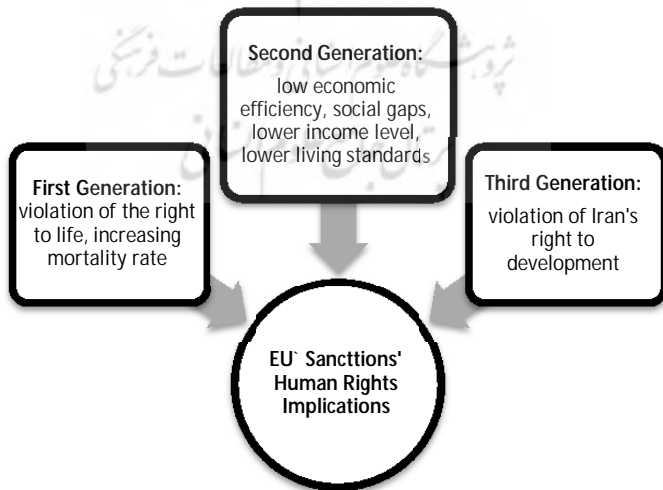 Second Generation:
low economic
efficiency, social gaps,
lower income level,
lower living standards
First Generation:
violation of the right
to life, increasing
mortality rate
Third Generation:
violation of Iran's
right to
development
EU` Sancttions'
Human Rights
Implications